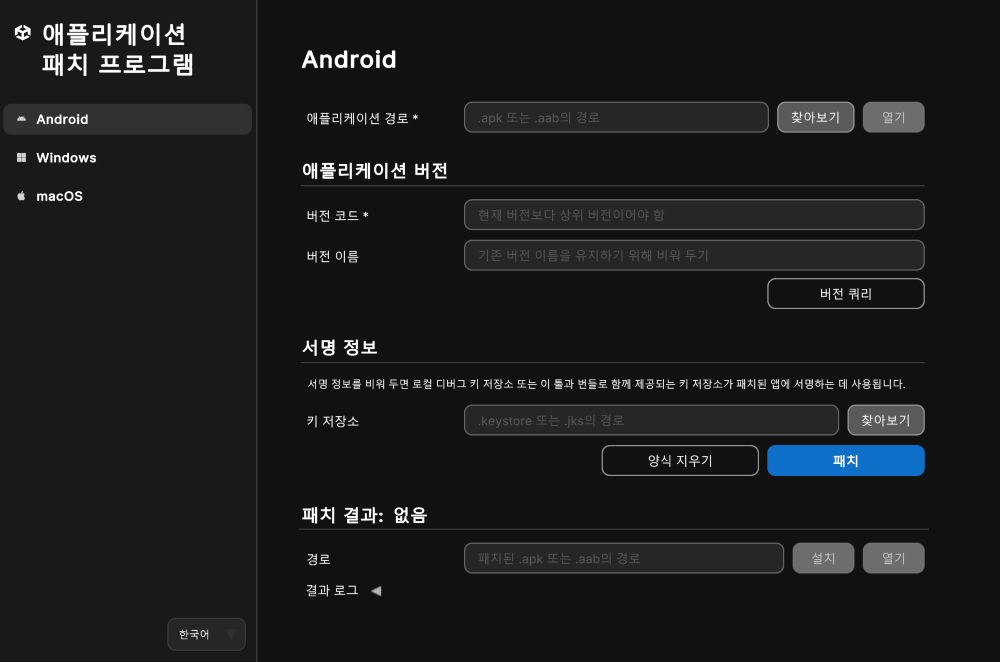 애플리케이션
패치 프로그램
Android
Windows
macOS
한국어
Android
애플리케이션 경로 * .apk 또는 .aab의 경로 찾아보기 열기
애플리케이션 버전
버전 코드 * 현재 버전보다 상위 버전이어야 함
버전 이름 기존 버전 이름을 유지하기 위해 비워 두기
버전 쿼리
서명 정보
서명 정보를 비워 두면 로컬 디버그 키 저장소 또는 이 툴과 번들로 함께 제공되는 키 저장소가 패치된 앱에 서명하는 데 사용됩니다.
키 저장소 .keystore 또는 .jks의 경로 찾아보기
양식 지우기 패치
패치 결과: 없음
경로 패치된 .apk 또는 .aab의 경로 설치 열기
결과 로그